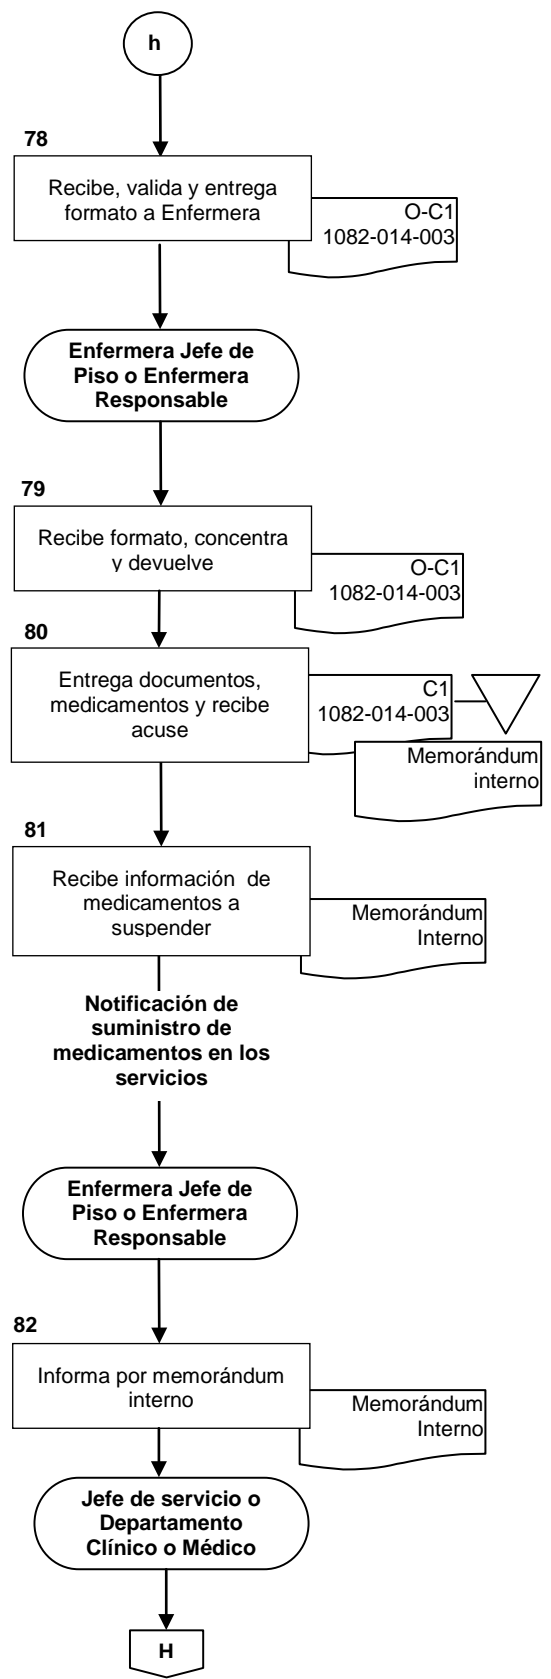 h
78
Recibe, valida y entrega
formato a Enfermera
O-C1
1082-014-003
Enfermera Jefe de
Piso o Enfermera
Responsable
79
Recibe formato, concentra
y devuelve
O-C1
1082-014-003
80
Entrega documentos,
medicamentos y recibe
acuse
C1
1082-014-003
Memorándum
interno
81
Recibe información de
medicamentos a
suspender
Memorándum
Interno
Notificación de
suministro de
medicamentos en los
servicios
Enfermera Jefe de
Piso o Enfermera
Responsable
82
Informa por memorándum
interno
Memorándum
Interno
Jefe de servicio o
Departamento
Clínico o Médico
H